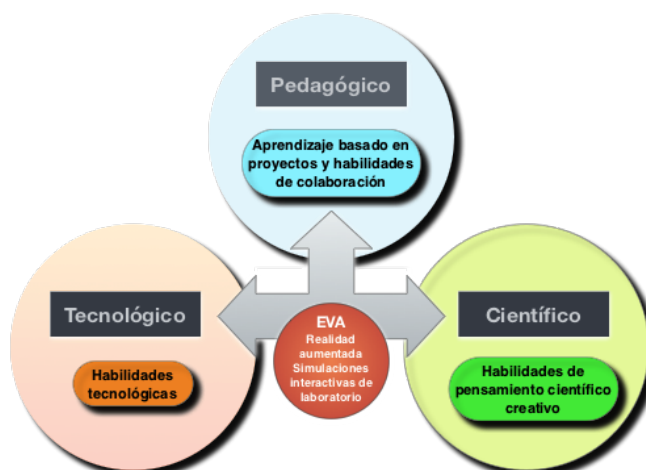 Pedagógico
Aprendizaje basado en
proyectos y habilidades
de colaboración
Tecnológico
Habilidades
tecnológicas
EVA
Realidad
aumentada
Simulaciones
interactivas de
laboratorio
Científico
Habilidades de
pensamiento científico
creativo